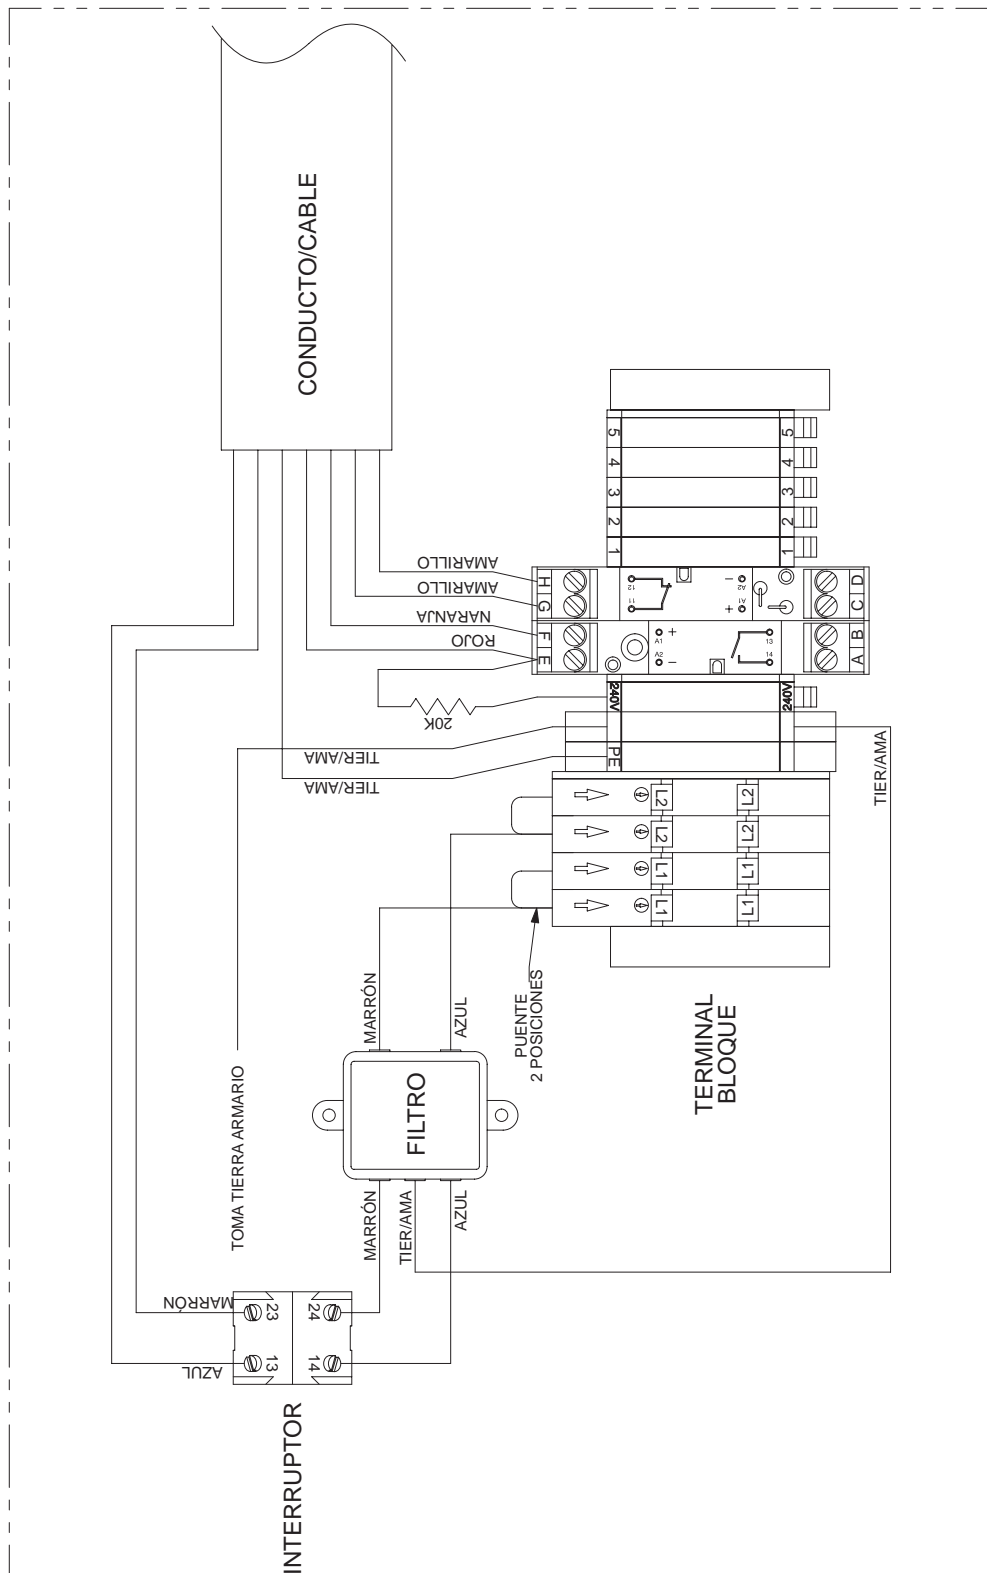 CONDUCTO/CABLE
AMARILLO
AMARILLO
NARANJA
ROJO
20K
TIER/AMA
TIER/AMA
TIER/AMA
5
4
3
2
1
5
4
3
2
1
H
G
F
E
12
11
-
A2
+
A1
D
C
B
A
A1
+
A2
-
13
14
240V
240V
PE
L2
L2
L1
L1
L2
L2
L1
L1
PUENTE
2 POSICIONES
TERMINAL
BLOQUE
MARRÓN
AZUL
FILTRO
MARRÓN
TIER/AMA
AZUL
TOMA TIERRA ARMARIO
MARRÓN
AZUL
23
24
13
14
INTERRUPTOR